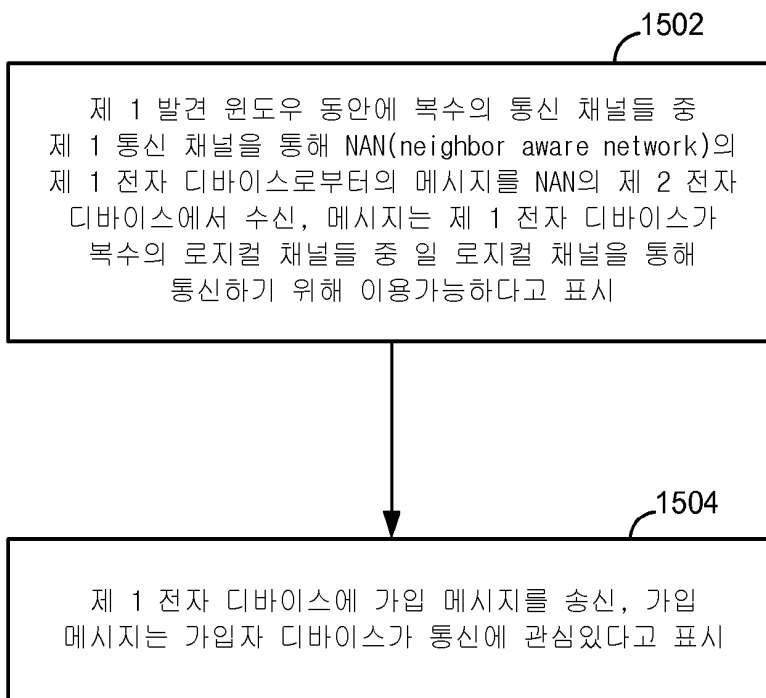 1502
제 1 발견 윈도우 동안에 복수의 통신 채널들 중
제 1 통신 채널을 통해 NAN(neighbor aware network)의
제 1 전자 디바이스로부터의 메시지를 NAN의 제 2 전자
디바이스에서 수신, 메시지는 제 1 전자 디바이스가
복수의 로지컬 채널들 중 일 로지컬 채널을 통해
통신하기 위해 이용가능하다고 표시
1504
제 1 전자 디바이스에 가입 메시지를 송신, 가입
메시지는 가입자 디바이스가 통신에 관심있다고 표시